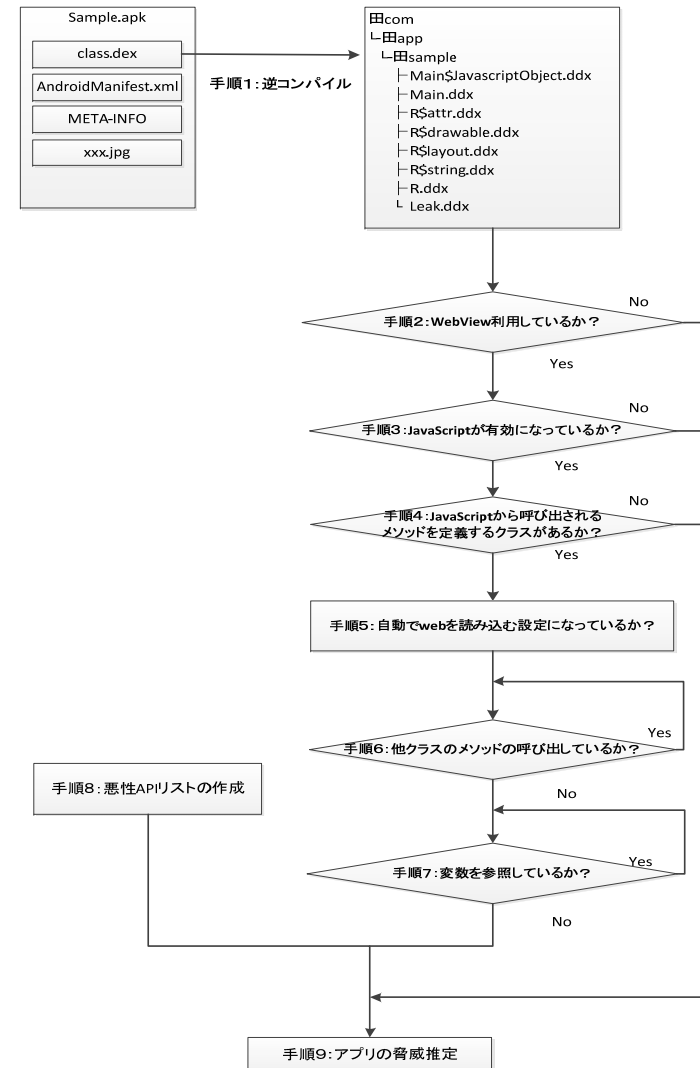 Sample.apk
class.dex
AndroidManifest.xml
META-INFO
xxx.jpg
手順１：逆コンパイル
田com
田app
田sample
Main$JavascriptObject.ddx
Main.ddx
R$attr.ddx
R$drawable.ddx
R$layout.ddx
R$string.ddx
R.ddx
Leak.ddx
手順２：WebView利用しているか？
No
Yes
手順３：JavaScriptが有効になっているか？
No
Yes
手順４：JavaScriptから呼び出される
メソッドを定義するクラスがあるか？
No
Yes
手順５：自動でwebを読み込む設定になっているか？
手順６：他クラスのメソッドの呼び出しているか？
Yes
No
手順７：変数を参照しているか？
Yes
No
手順８：悪性APIリストの作成
手順９：アプリの脅威推定